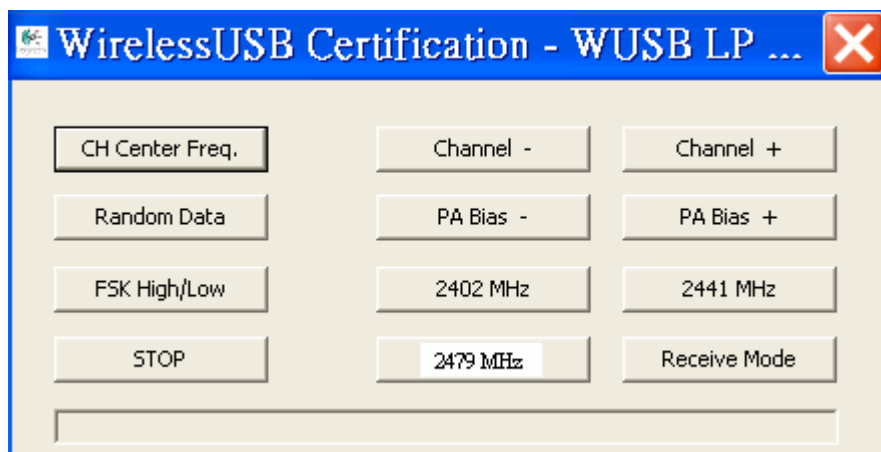 WirelessUSB Certification - WUSB LP ...
CH Center Freq. Channel - Channel +
Random Data PA Bias - PA Bias +
FSK High/Low 2402 MHz 2441 MHz
STOP 2479 MHz Receive Mode